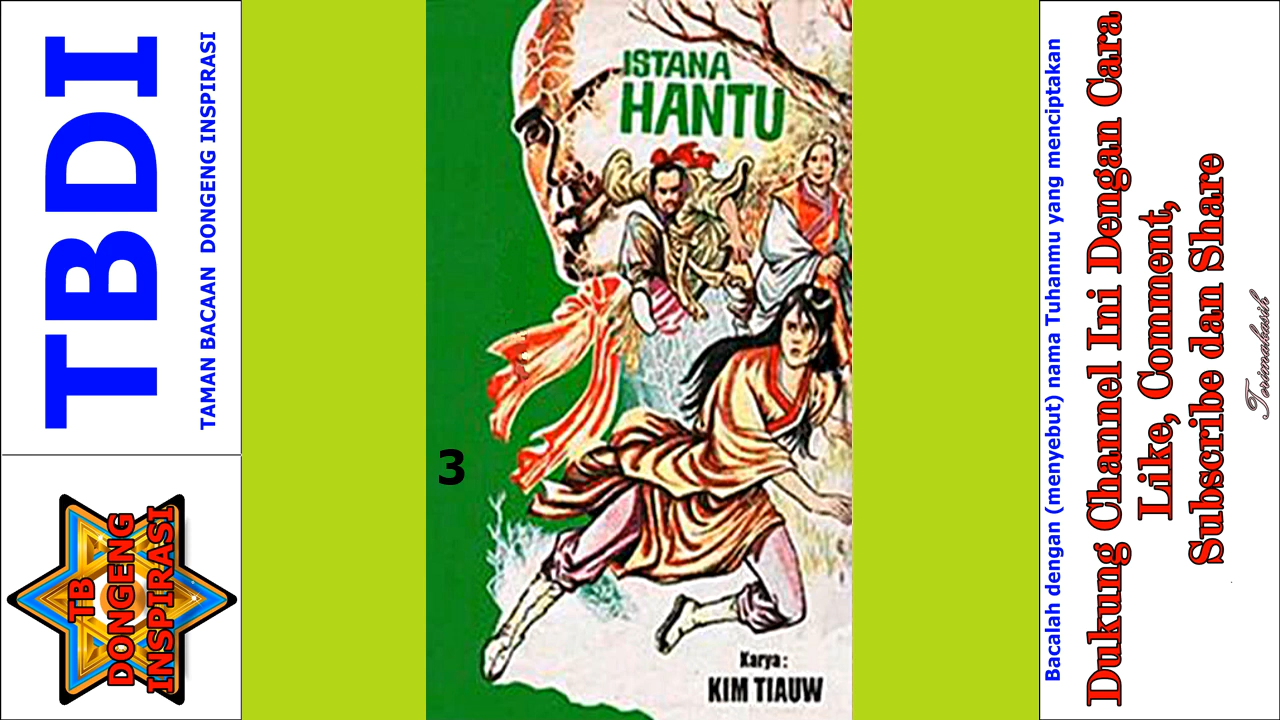 TBDI
TAMAN BACAAN DONGENG INSPIRASI
TB
DONGENG
INSPIRASI
ISTANA
HANTU
3
Karya :
KIM TIAUW
Bacalah dengan (menyebut) nama Tuhanmu yang menciptakan
Dukung Channel Ini Dengan Cara
Like, Comment,
Subscribe dan Share
Terimakasih